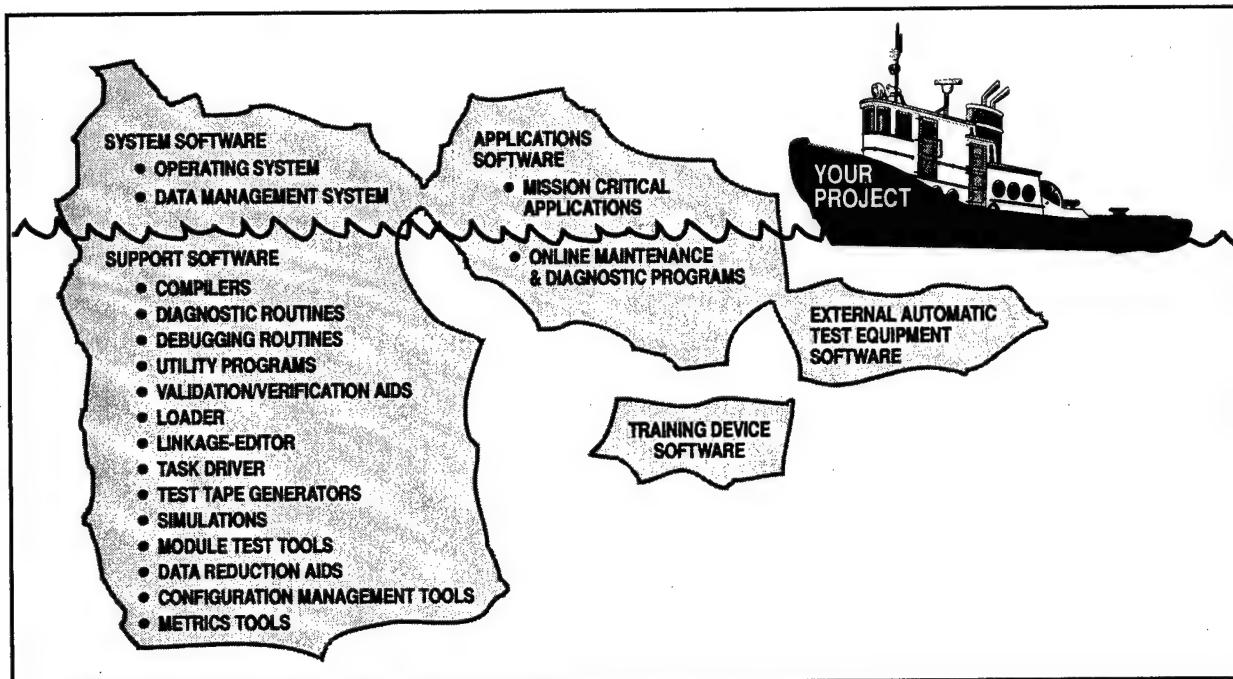 SYSTEM SOFTWARE
• OPERATING SYSTEM
• DATA MANAGEMENT SYSTEM
SUPPORT SOFTWARE
• COMPILERS
• DIAGNOSTIC ROUTINES
• DEBUGGING ROUTINES
• UTILITY PROGRAMS
• VALIDATION/VERIFICATION AIDS
• LOADER
• LINKAGE-EDITOR
• TASK DRIVER
• TEST TAPE GENERATORS
• SIMULATIONS
• MODULE TEST TOOLS
• DATA REDUCTION AIDS
• CONFIGURATION MANAGEMENT TOOLS
• METRICS TOOLS
APPLICATIONS
SOFTWARE
• MISSION CRITICAL
APPLICATIONS
• ONLINE MAINTENANCE
& DIAGNOSTIC PROGRAMS
YOUR
PROJECT
EXTERNAL AUTOMATIC
TEST EQUIPMENT
SOFTWARE
TRAINING DEVICE
SOFTWARE